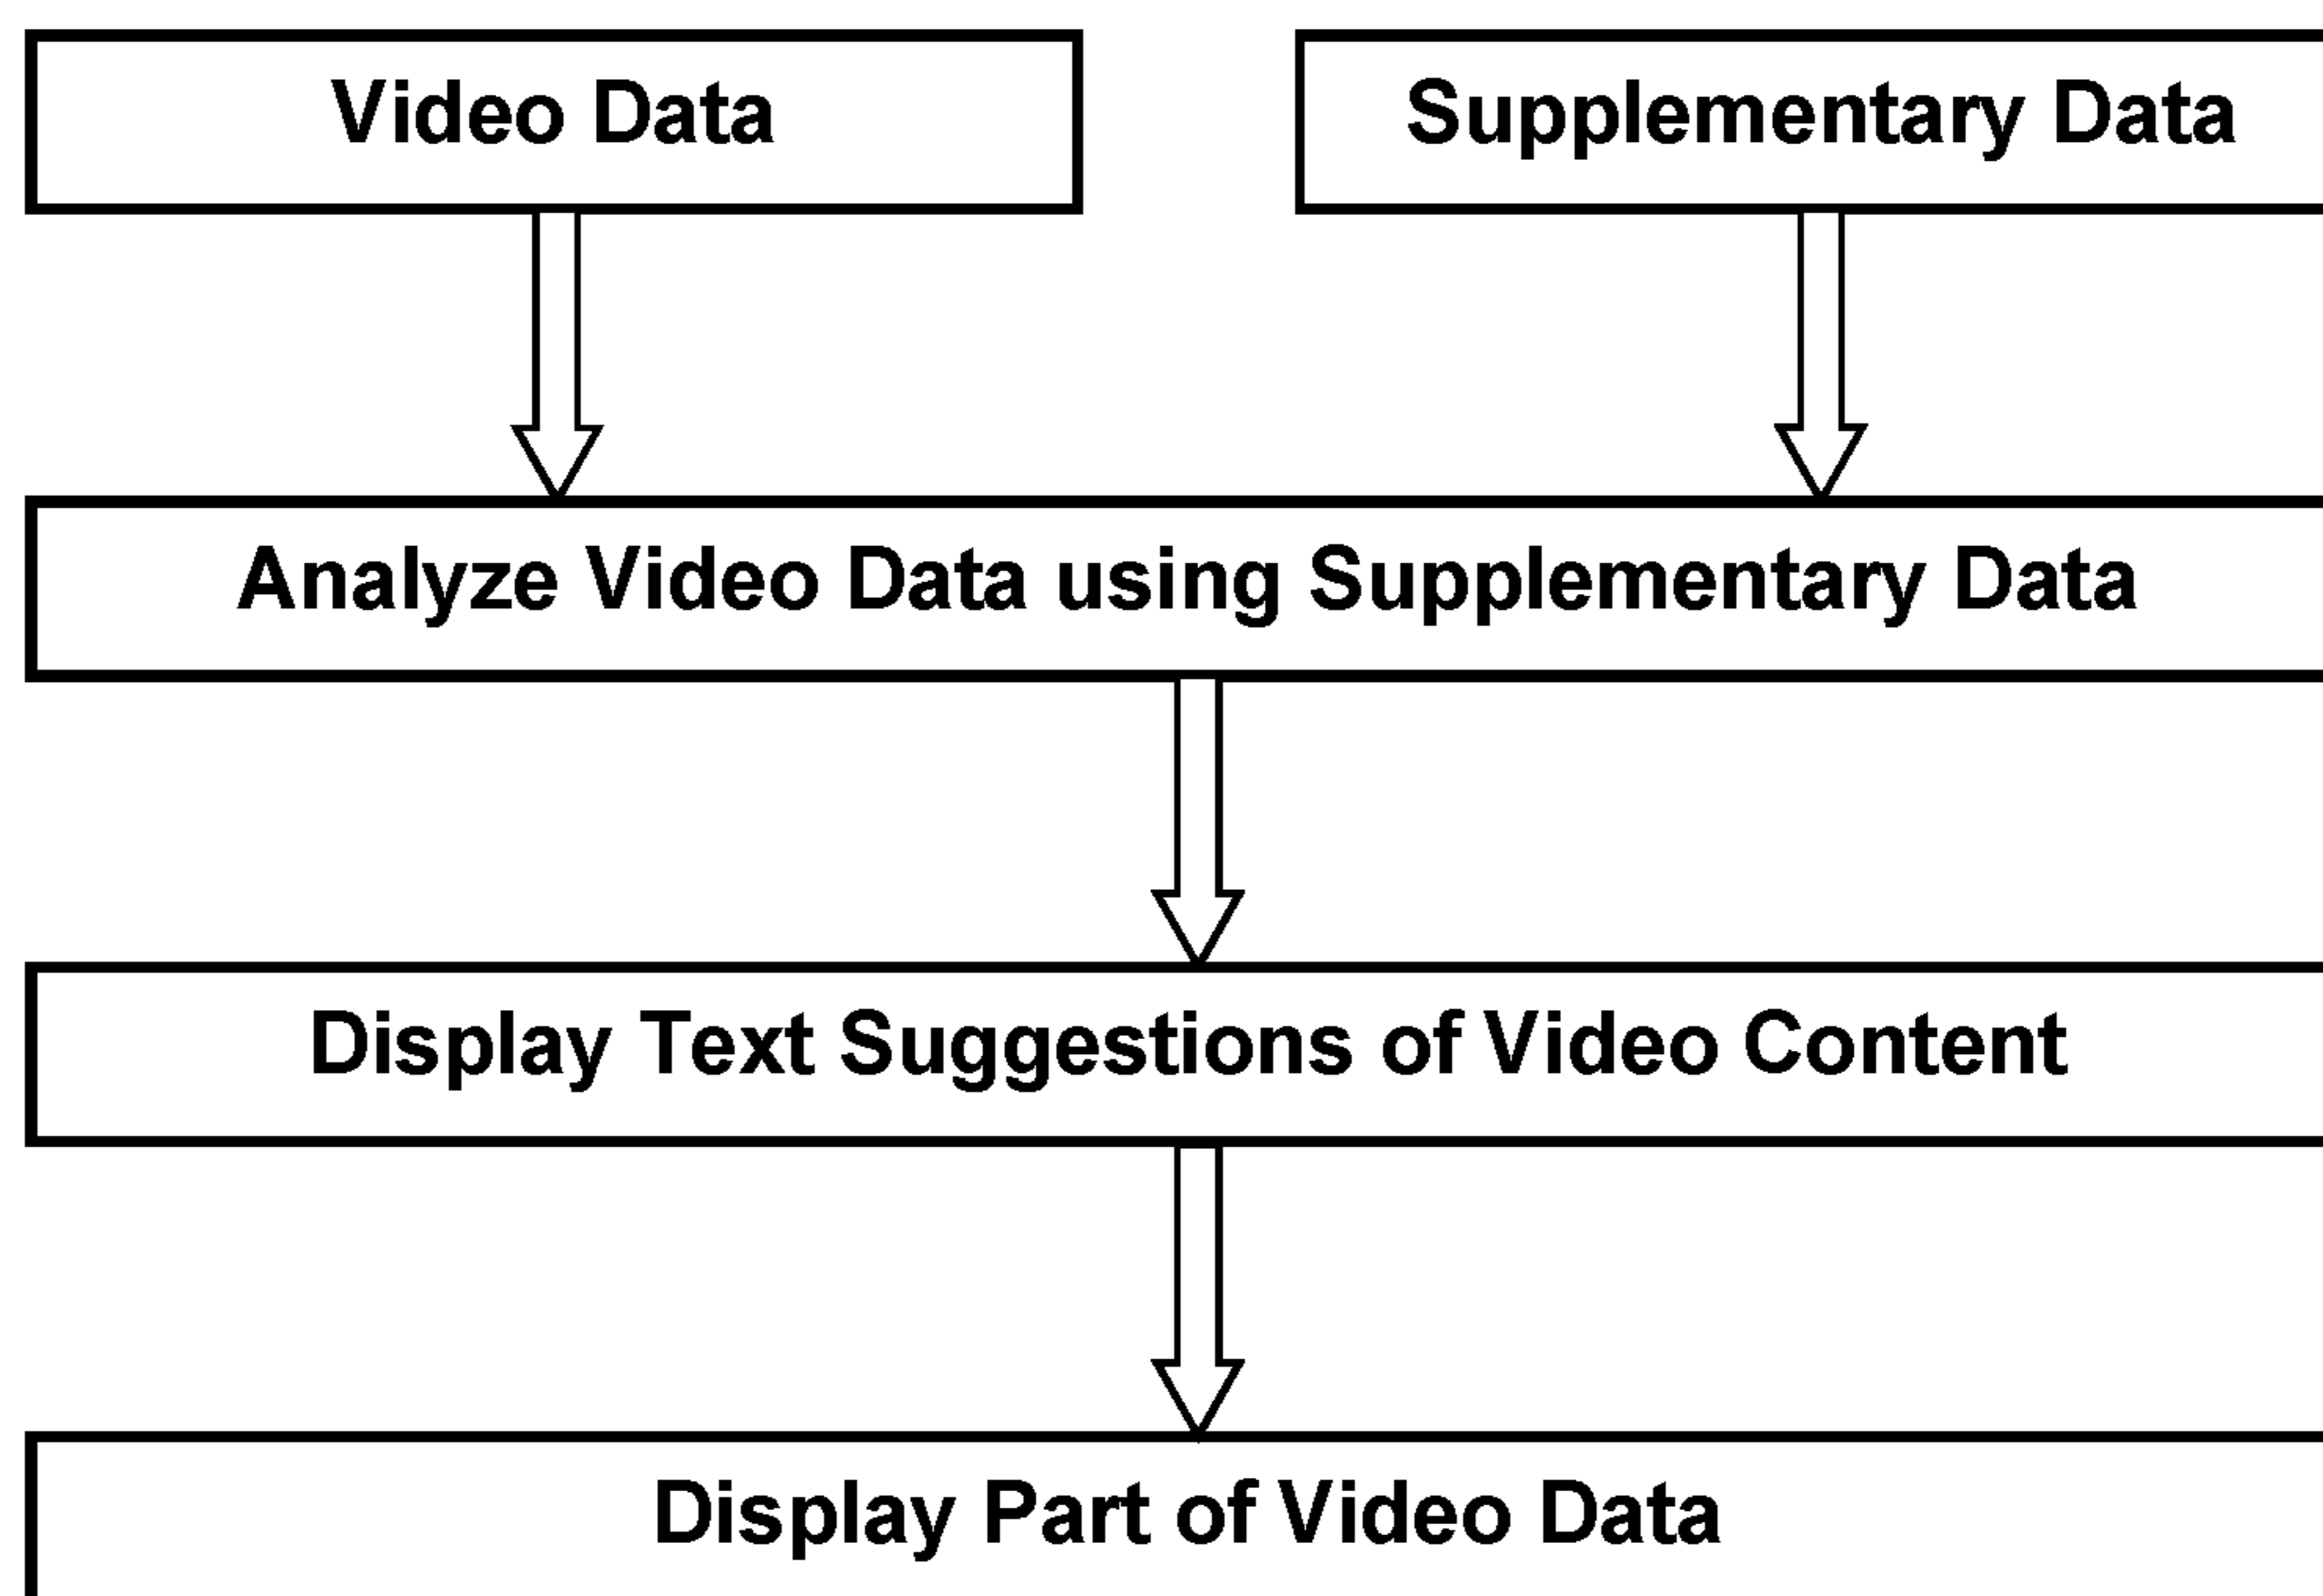 Video Data
Supplementary Data
Analyze Video Data using Supplementary Data
Display Text Suggestions of Video Content
Display Part of Video Data